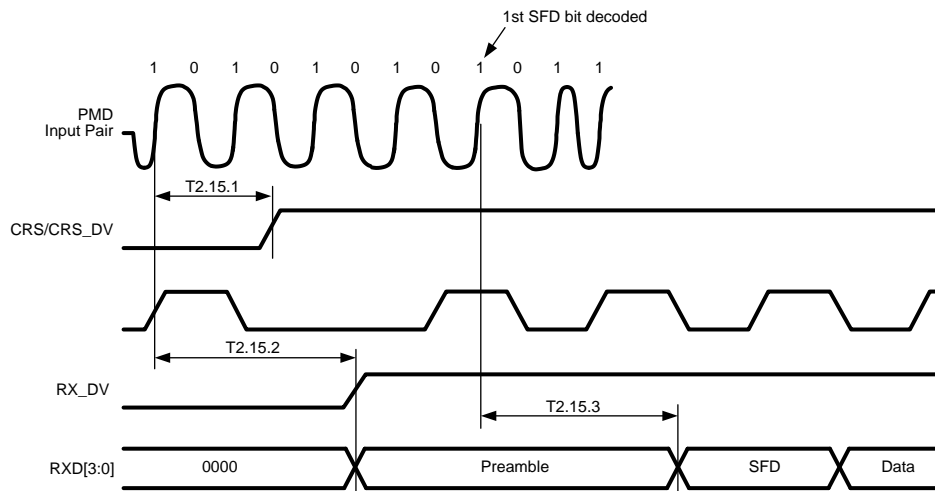 1st SFD bit decoded
1 0 1 0 1 0 1 0 1 0 1 1
PMD
Input Pair
T2.15.1
CRS/CRS_DV
T2.15.2
RX_DV
T2.15.3
RXD[3:0]
0000 Preamble SFD Data